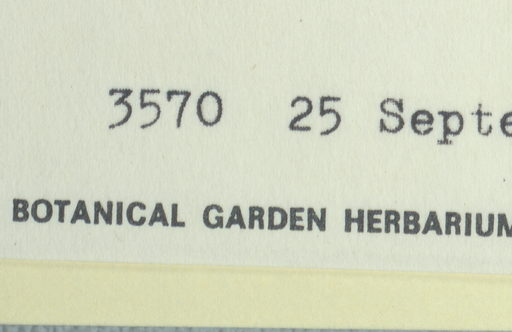 3570 25 Septe
BOTANICAL GARDEN HERBARIUM